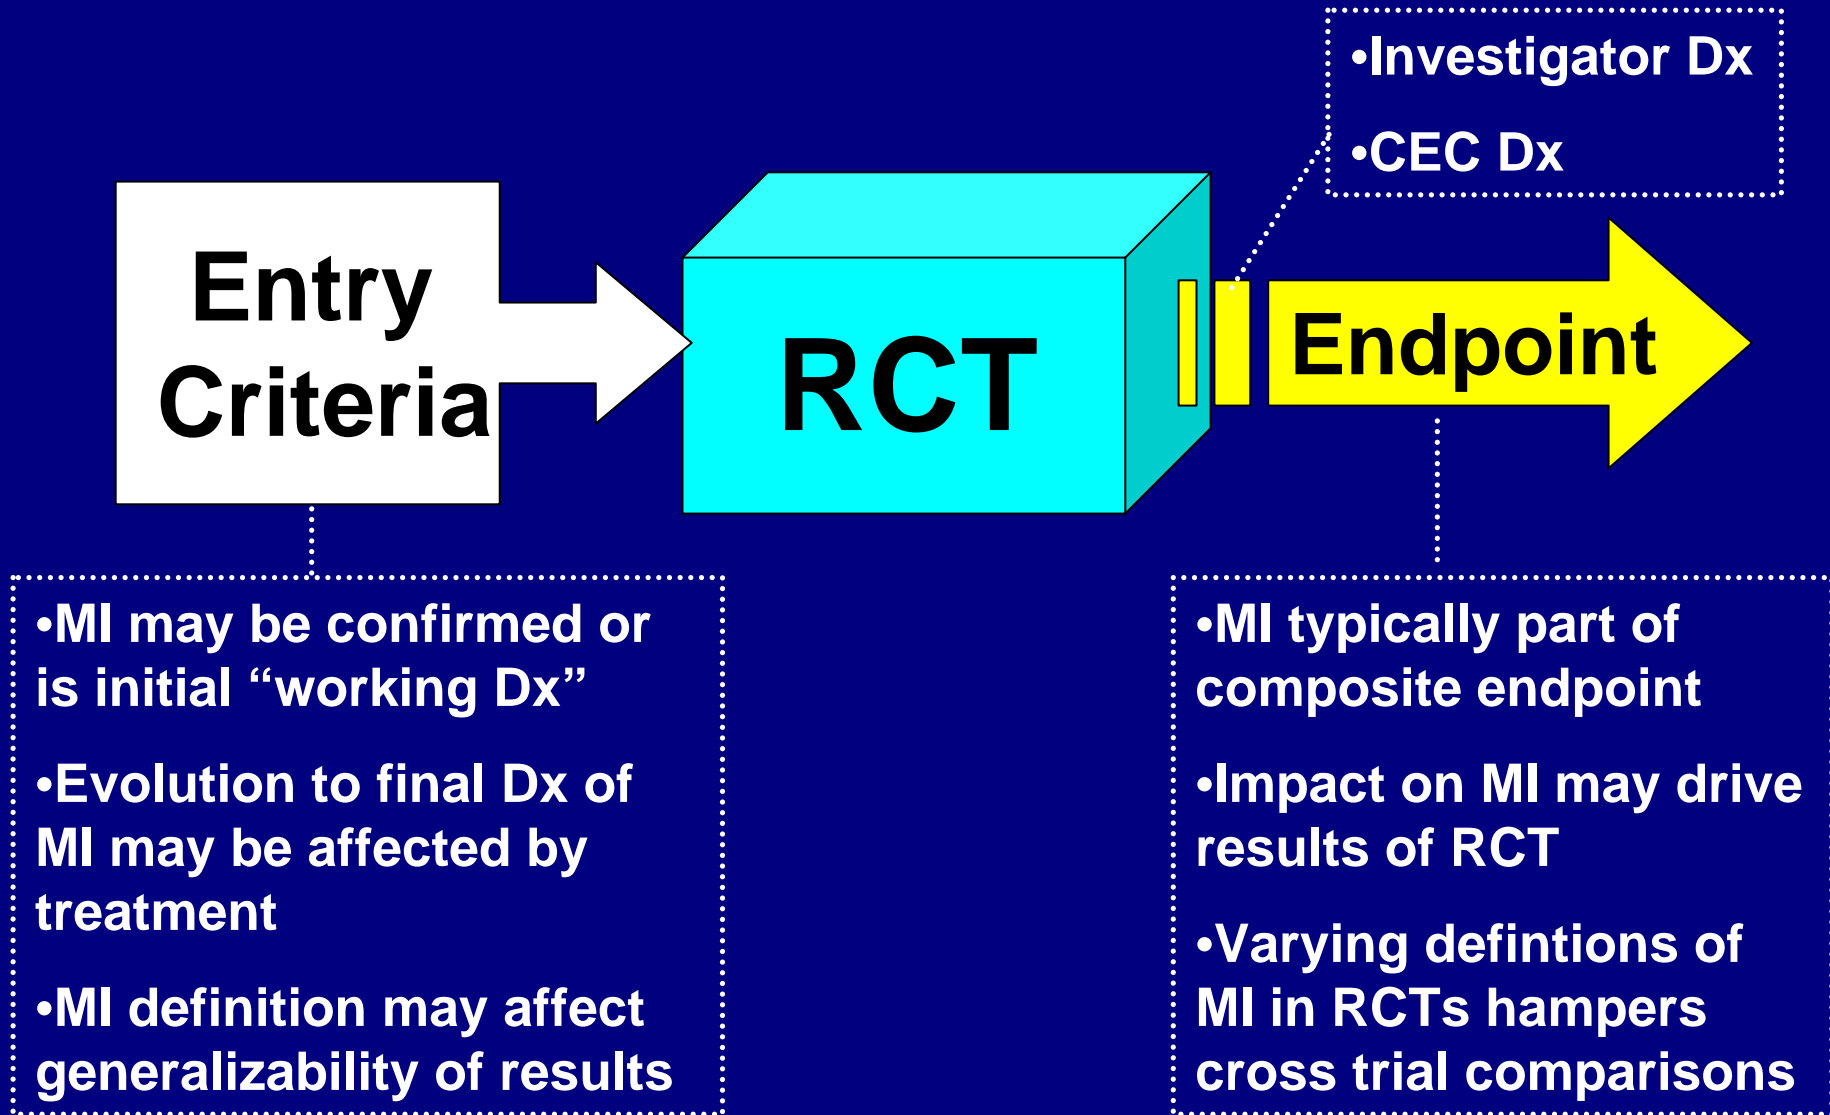 •Investigator Dx
•CEC Dx
Entry
Criteria
RCT
Endpoint
•MI may be confirmed or
is initial “working Dx”
•Evolution to final Dx of
MI may be affected by
treatment
•MI definition may affect
generalizability of results
•MI typically part of
composite endpoint
•Impact on MI may drive
results of RCT
•Varying defintions of
MI in RCTs hampers
cross trial comparisons